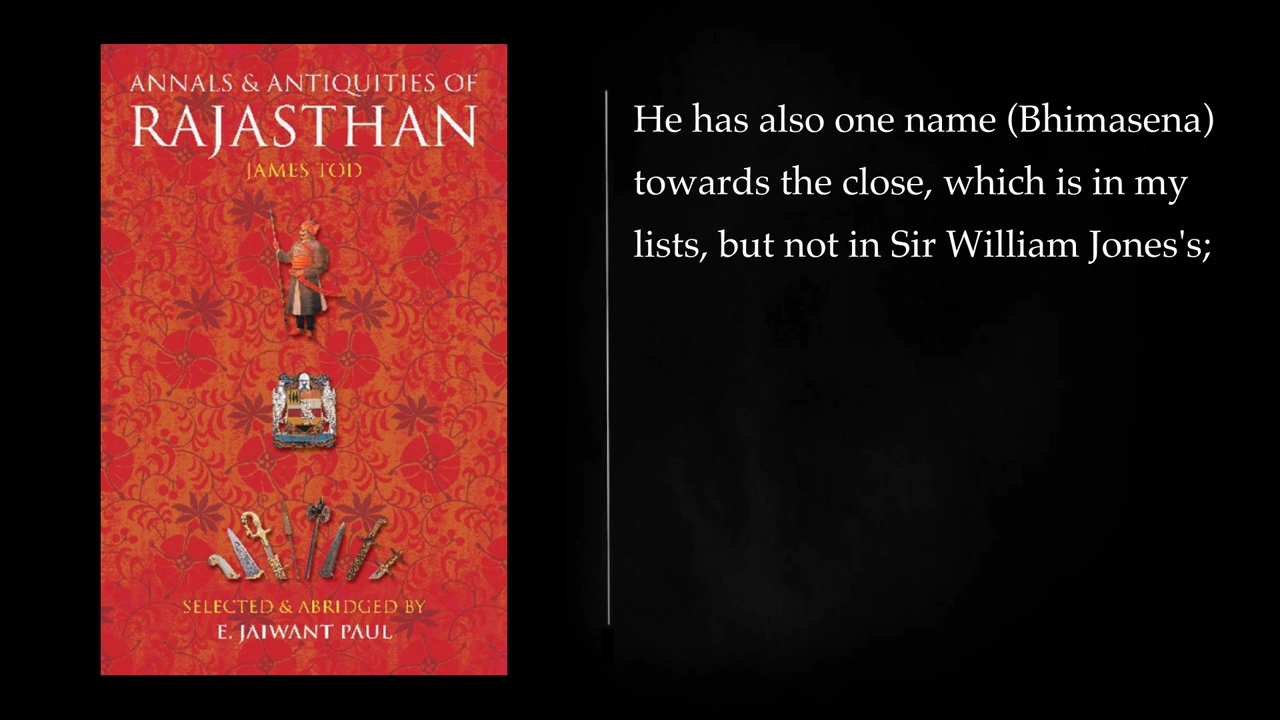 ANNALS & ANTIQUITIES OF
RAJASTHAN
JAMES TOD
SELECTED & ABRIDGED BY
E. JAIWANT PAUL
He has also one name (Bhimasena)
towards the close, which is in my
lists, but not in Sir William Jones's;